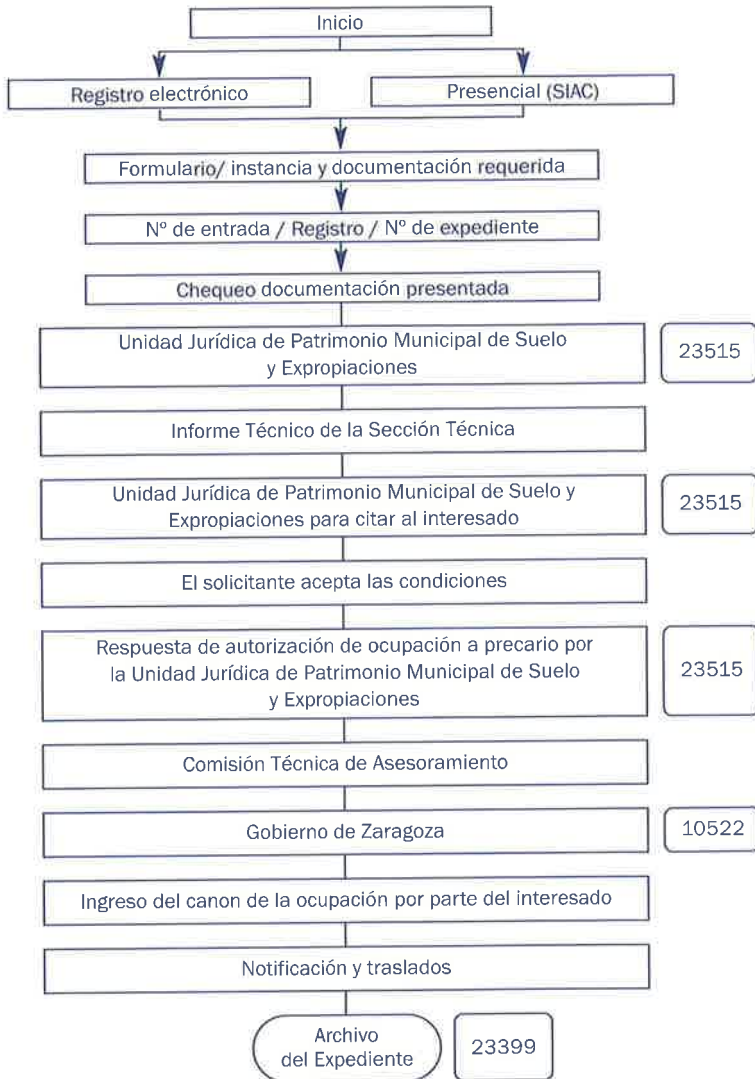 Inicio
Registro electrónico
Presencial (SIAC)
Formulario/ instancia y documentación requerida
Nº de entrada / Registro / Nº de expediente
Chequeo documentación presentada
Unidad Jurídica de Patrimonio Municipal de Suelo
y Expropiaciones
23515
Informe Técnico de la Sección Técnica
Unidad Jurídica de Patrimonio Municipal de Suelo y
Expropiaciones para citar al interesado
23515
El solicitante acepta las condiciones
Respuesta de autorización de ocupación a precario por
la Unidad Jurídica de Patrimonio Municipal de Suelo
y Expropiaciones
23515
Comisión Técnica de Asesoramiento
Gobierno de Zaragoza
10522
Ingreso del canon de la ocupación por parte del interesado
Notificación y traslados
Archivo
del Expediente
23399